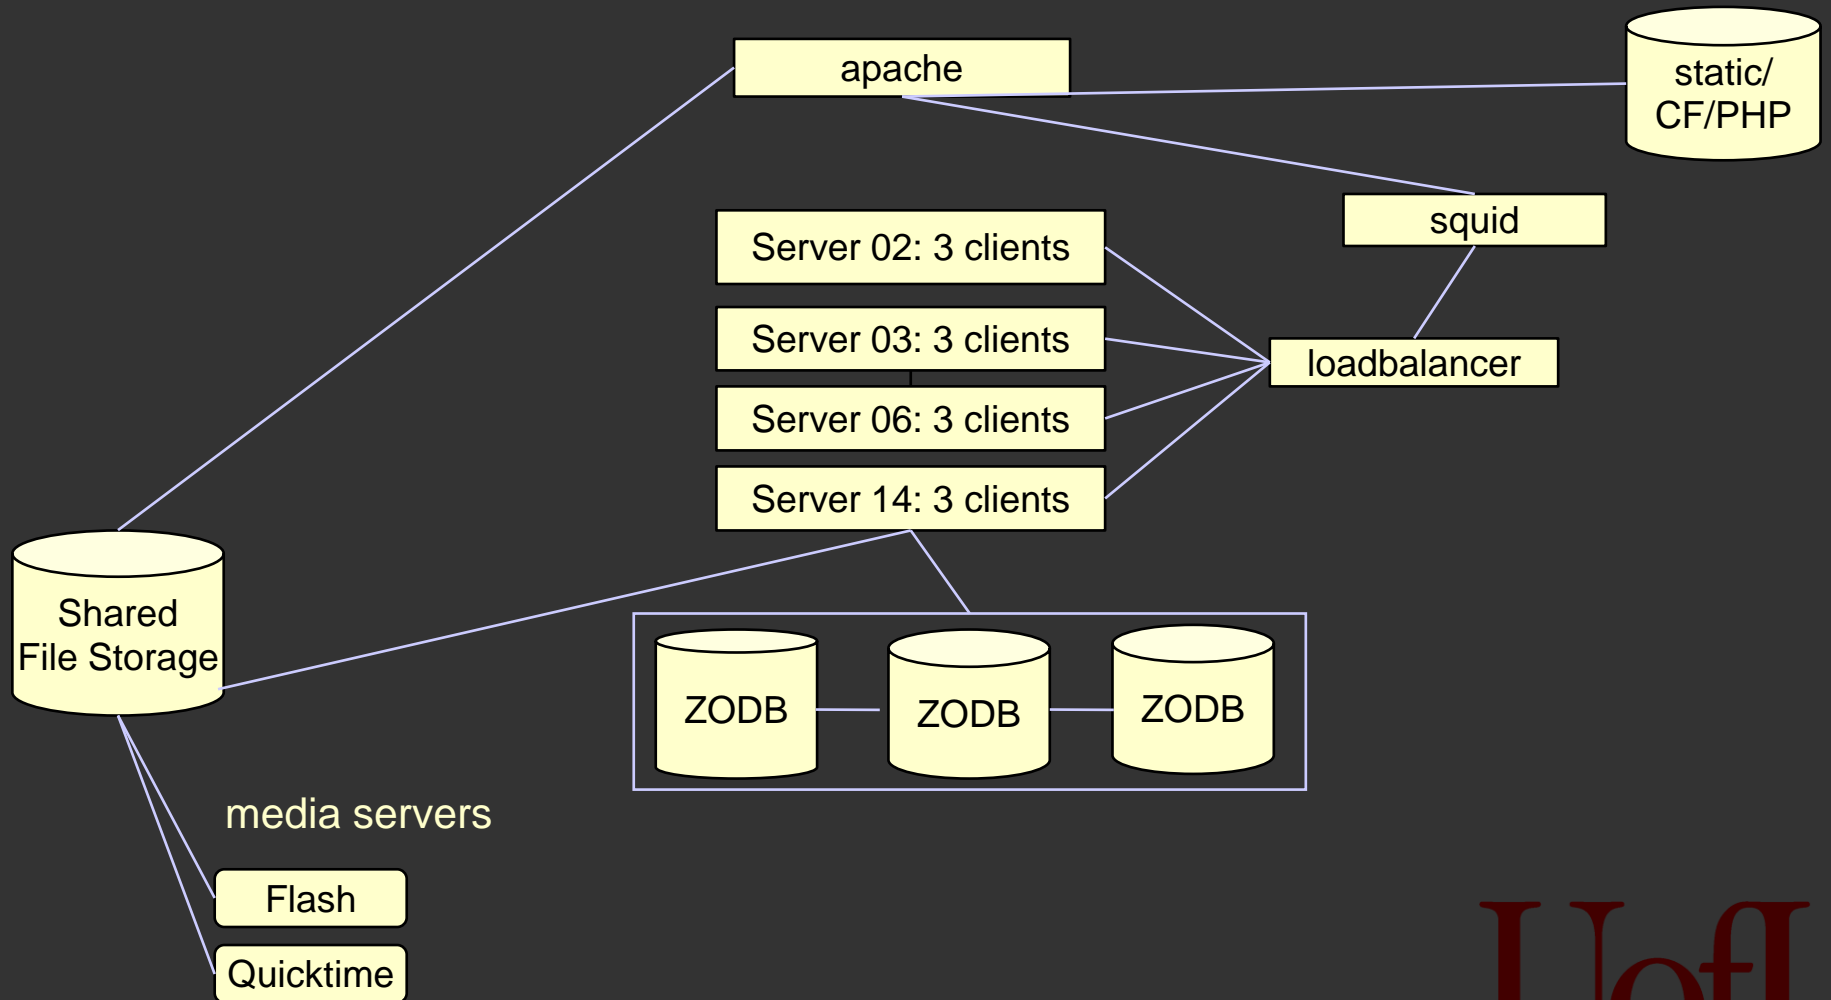 apache
static/
CF/PHP
squid
Server 02: 3 clients
Server 03: 3 clients
loadbalancer
Server 06: 3 clients
Server 14: 3 clients
Shared
File Storage
ZODB
ZODB
ZODB
media servers
Flash
Quicktime